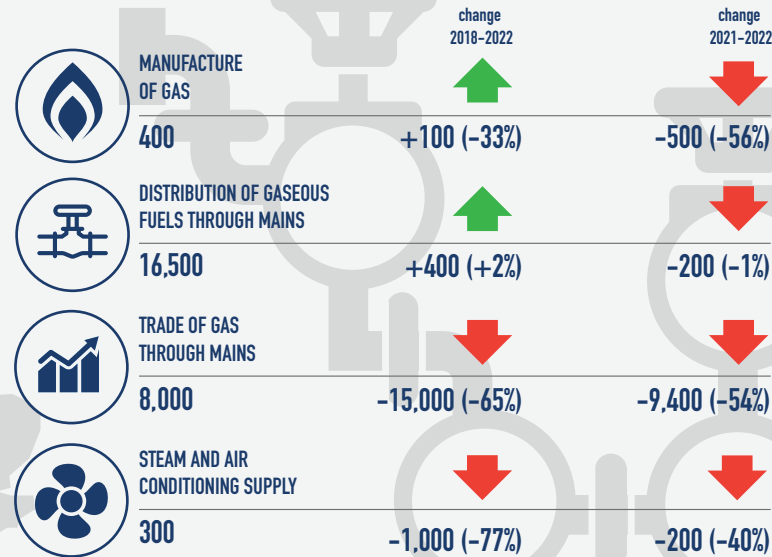 change
2018-2022
change
2021-2022
MANUFACTURE
OF GAS
400
+100 (-33%)
-500 (-56%)
DISTRIBUTION OF GASEOUS
FUELS THROUGH MAINS
16,500
+400 (+2%)
-200 (-1%)
TRADE OF GAS
THROUGH MAINS
8,000
-15,000 (-65%)
-9,400 (-54%)
STEAM AND AIR
CONDITIONING SUPPLY
300
-1,000 (-77%)
-200 (-40%)